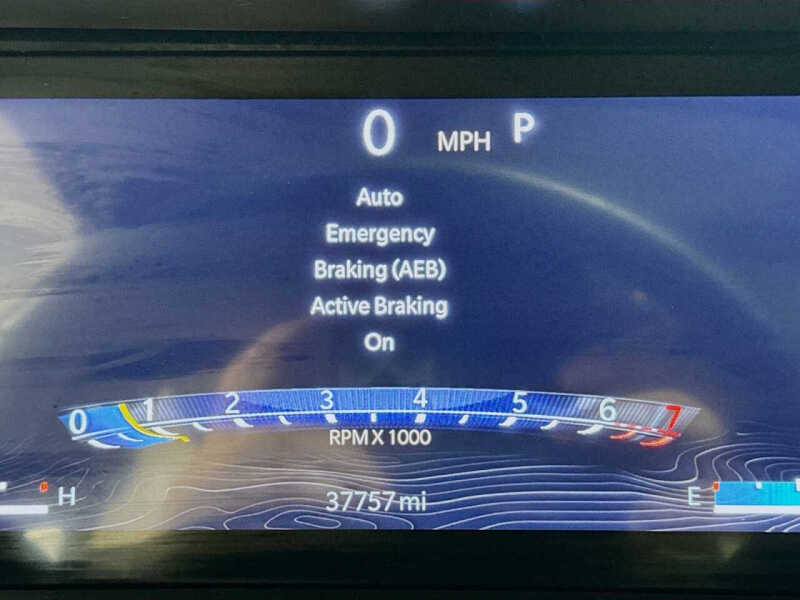 0 MPH P
Auto
Emergency
Braking (AEB)
Active Braking
On
0 1 2 3 4 5 6 7
RPM X 1000
H 37757 mi E